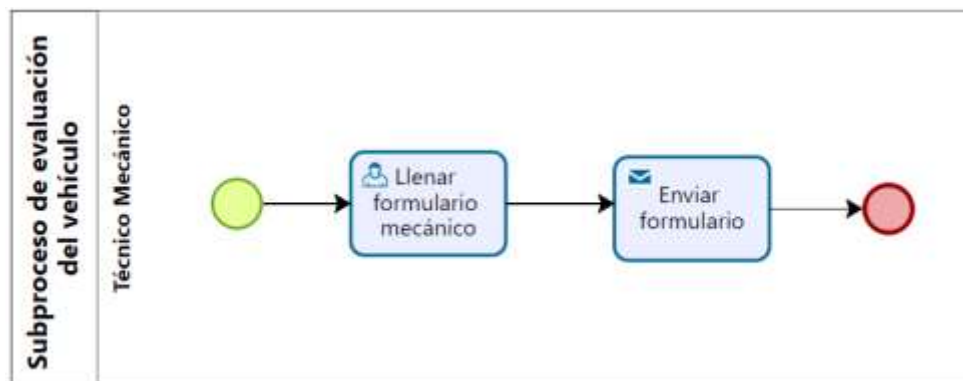 Subproceso de evaluación
del vehículo
Técnico Mecánico
Llenar
formulario
mecánico
Enviar
formulario